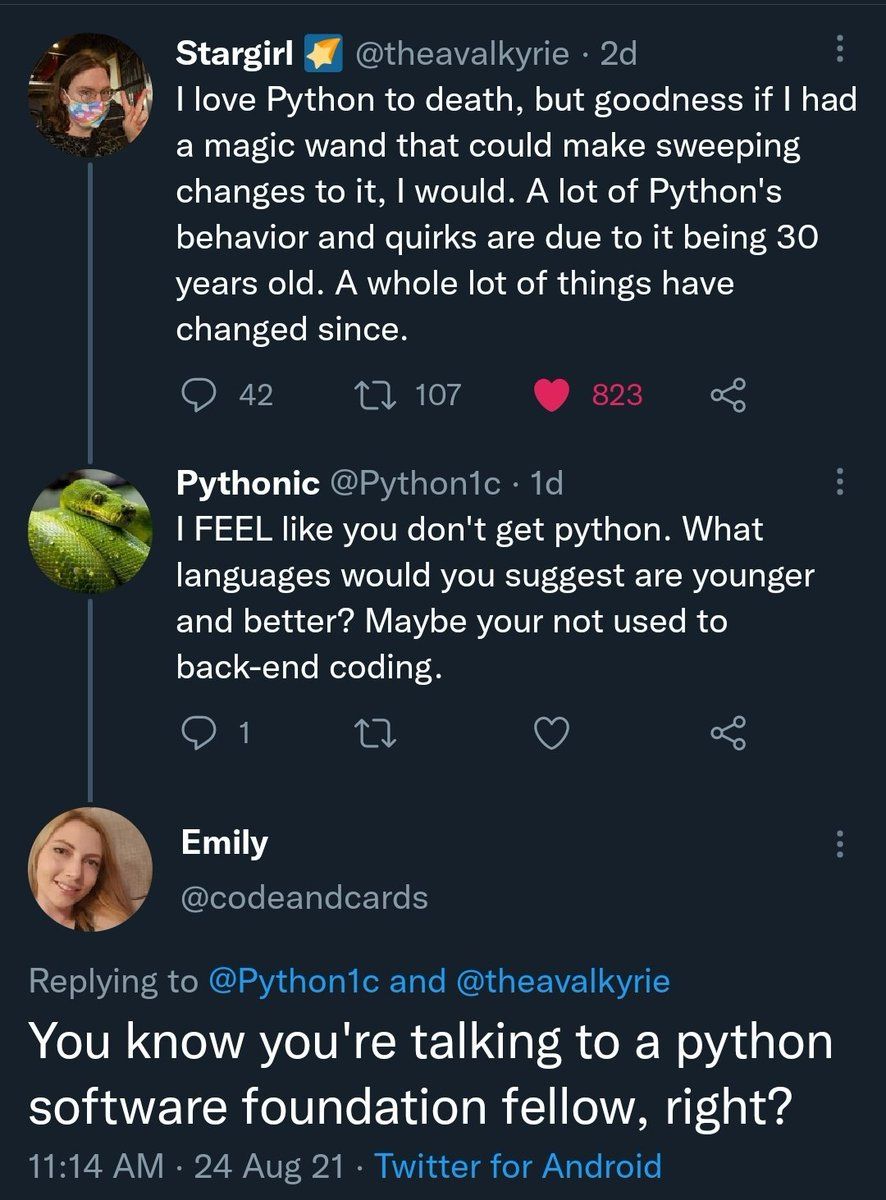 Stargirl @theavalkyrie · 2d
I love Python to death, but goodness if I had
a magic wand that could make sweeping
changes to it, I would. A lot of Python's
behavior and quirks are due to it being 30
years old. A whole lot of things have
changed since.
42 107 823
Pythonic @Python1c · 1d
I FEEL like you don't get python. What
languages would you suggest are younger
and better? Maybe your not used to
back-end coding.
1
Emily
@codeandcards
Replying to @Python1c and @theavalkyrie
You know you're talking to a python
software foundation fellow, right?
11:14 AM · 24 Aug 21 · Twitter for Android